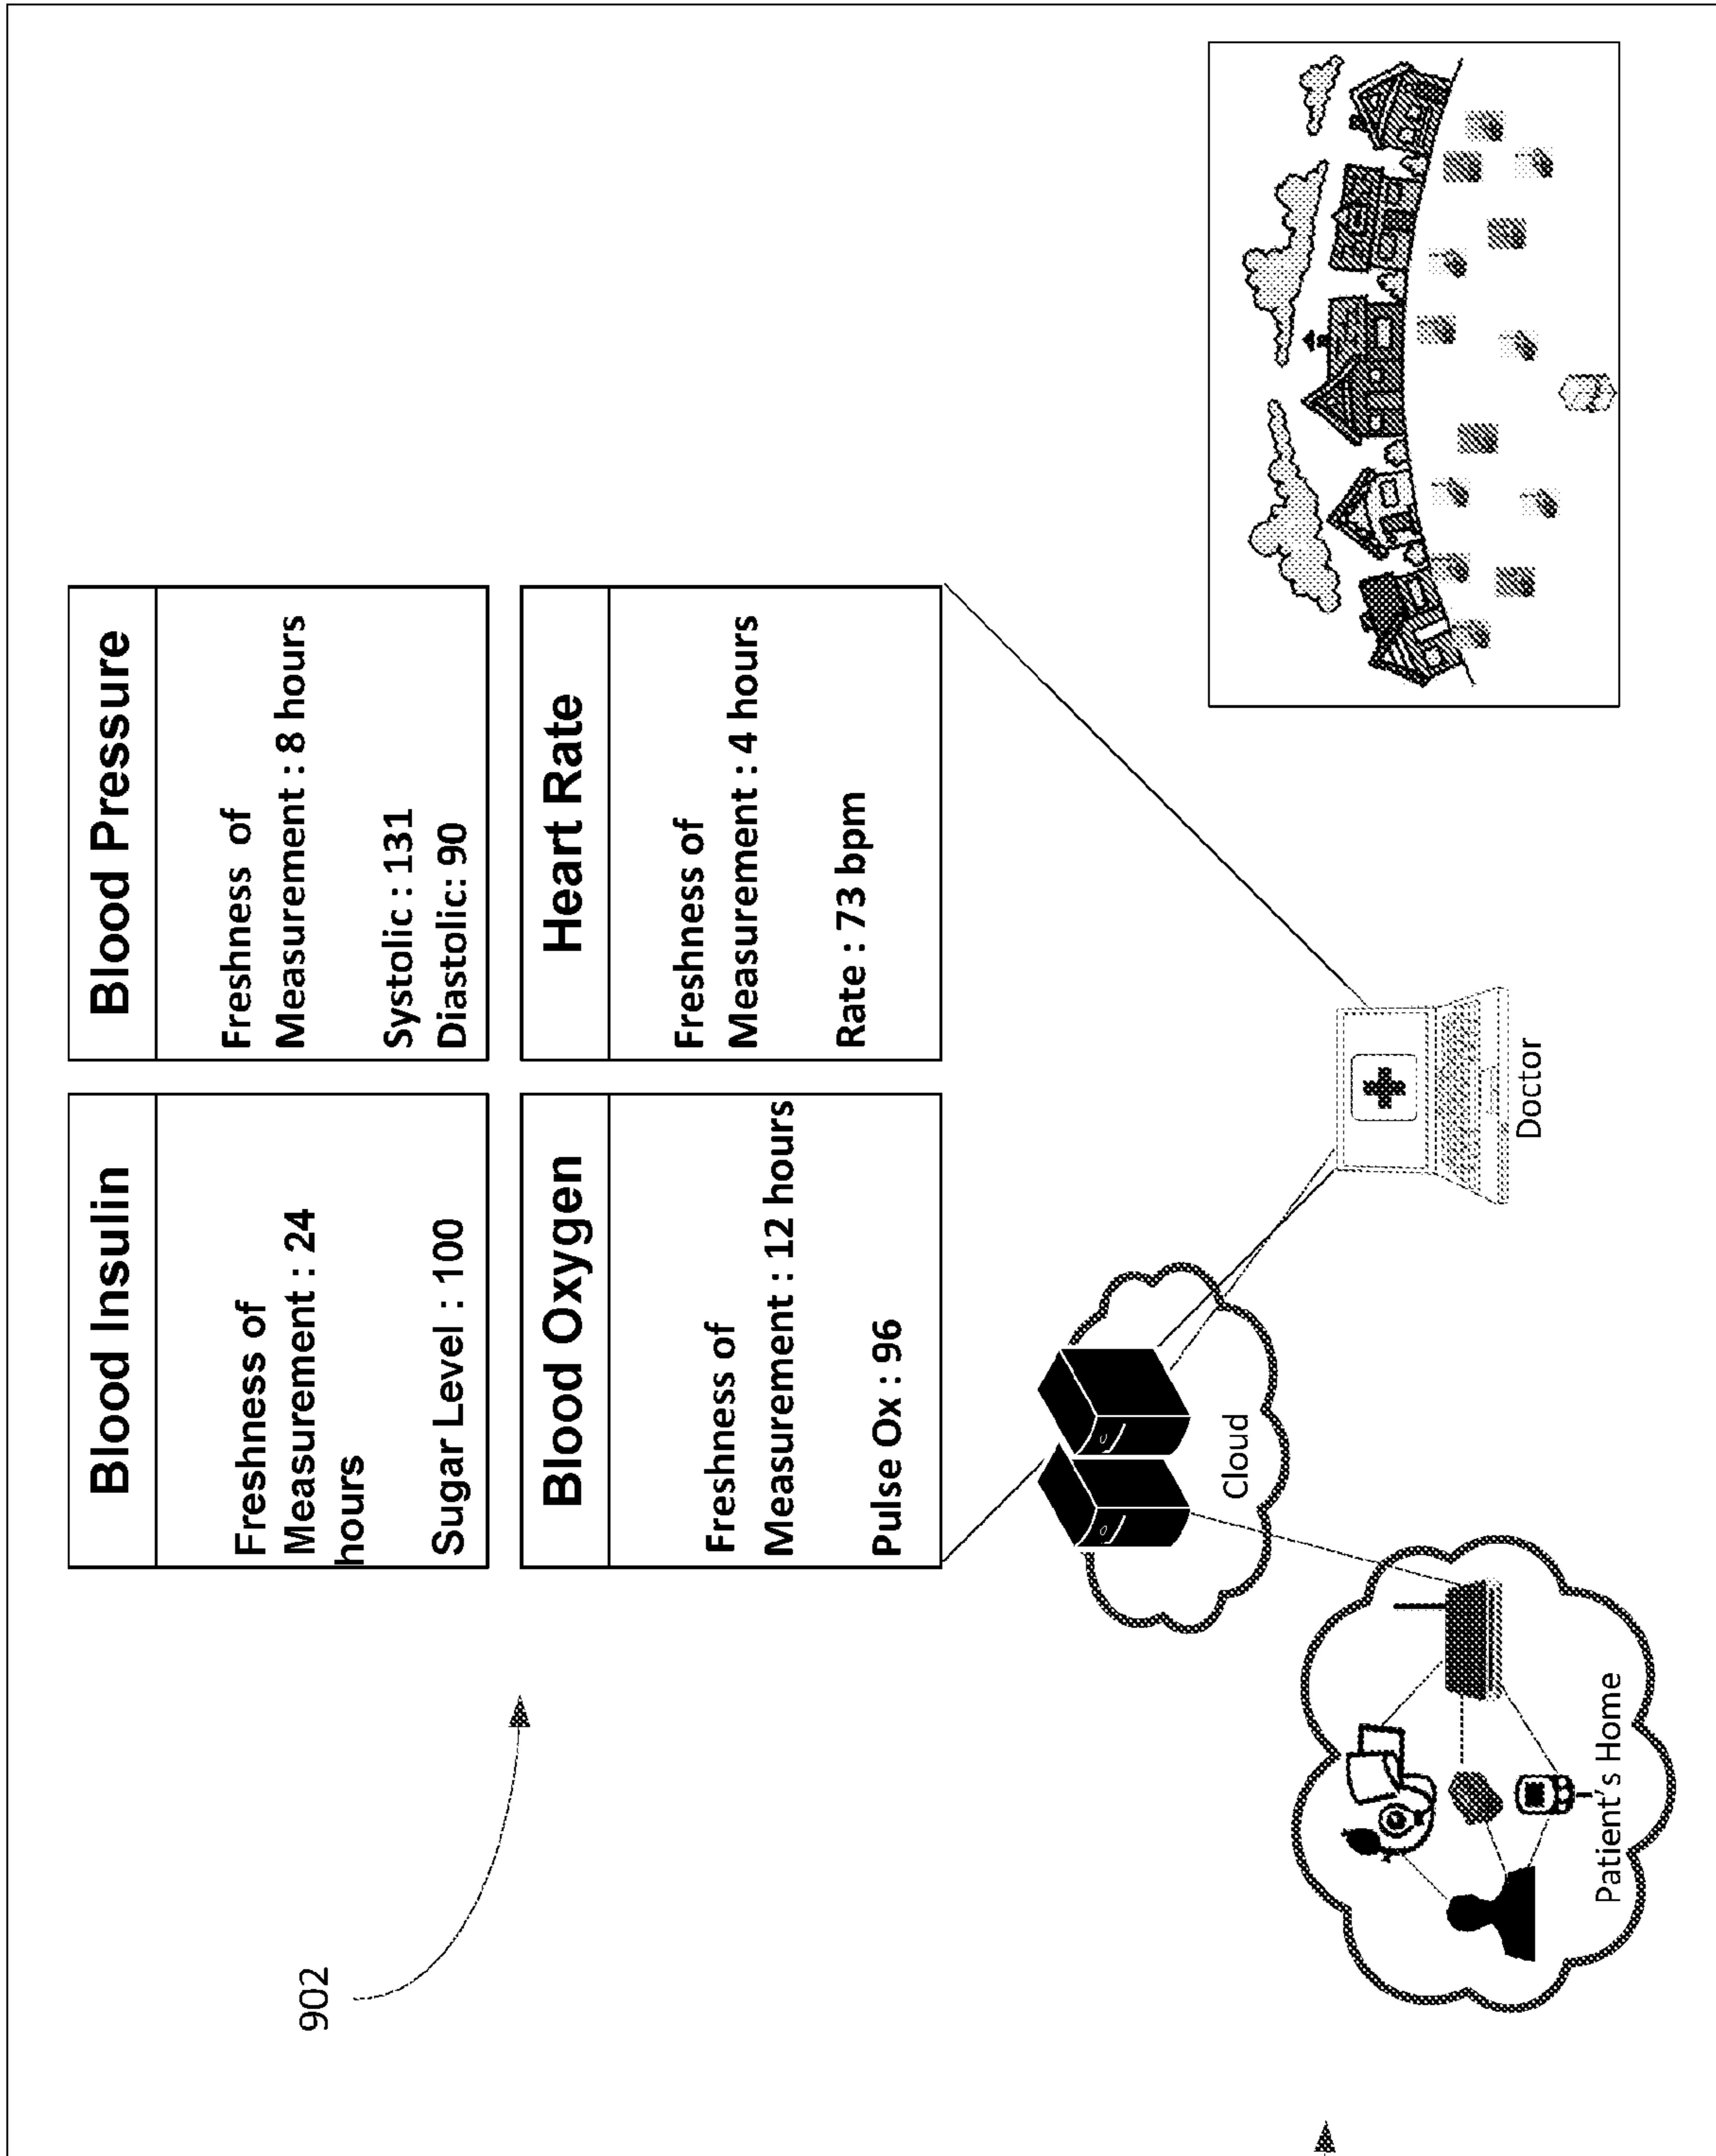 Blood Insulin
Freshness of
Measurement : 24
hours
Sugar Level : 100
Blood Pressure
Freshness of
Measurement : 8 hours
Systolic : 131
Diastolic: 90
Blood Oxygen
Freshness of
Measurement : 12 hours
Pulse Ox : 96
Heart Rate
Freshness of
Measurement : 4 hours
Rate : 73 bpm
902
Cloud
Doctor
Patient's Home